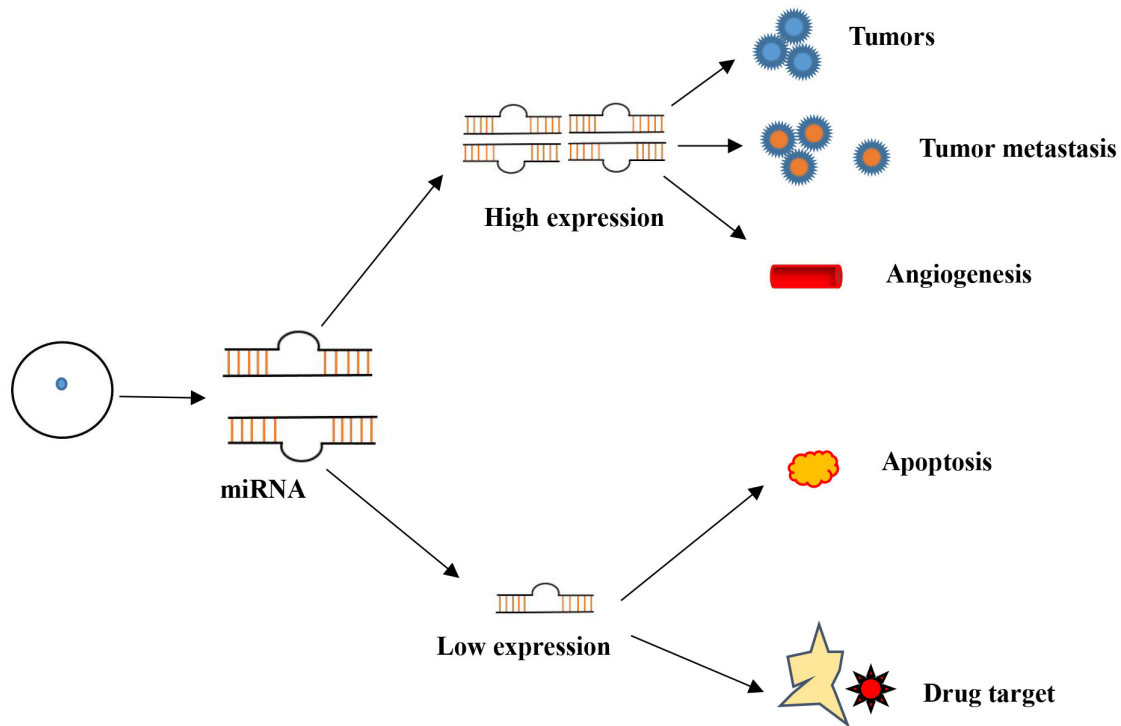 Tumors
Tumor metastasis
High expression
Angiogenesis
miRNA
Apoptosis
Low expression
Drug target